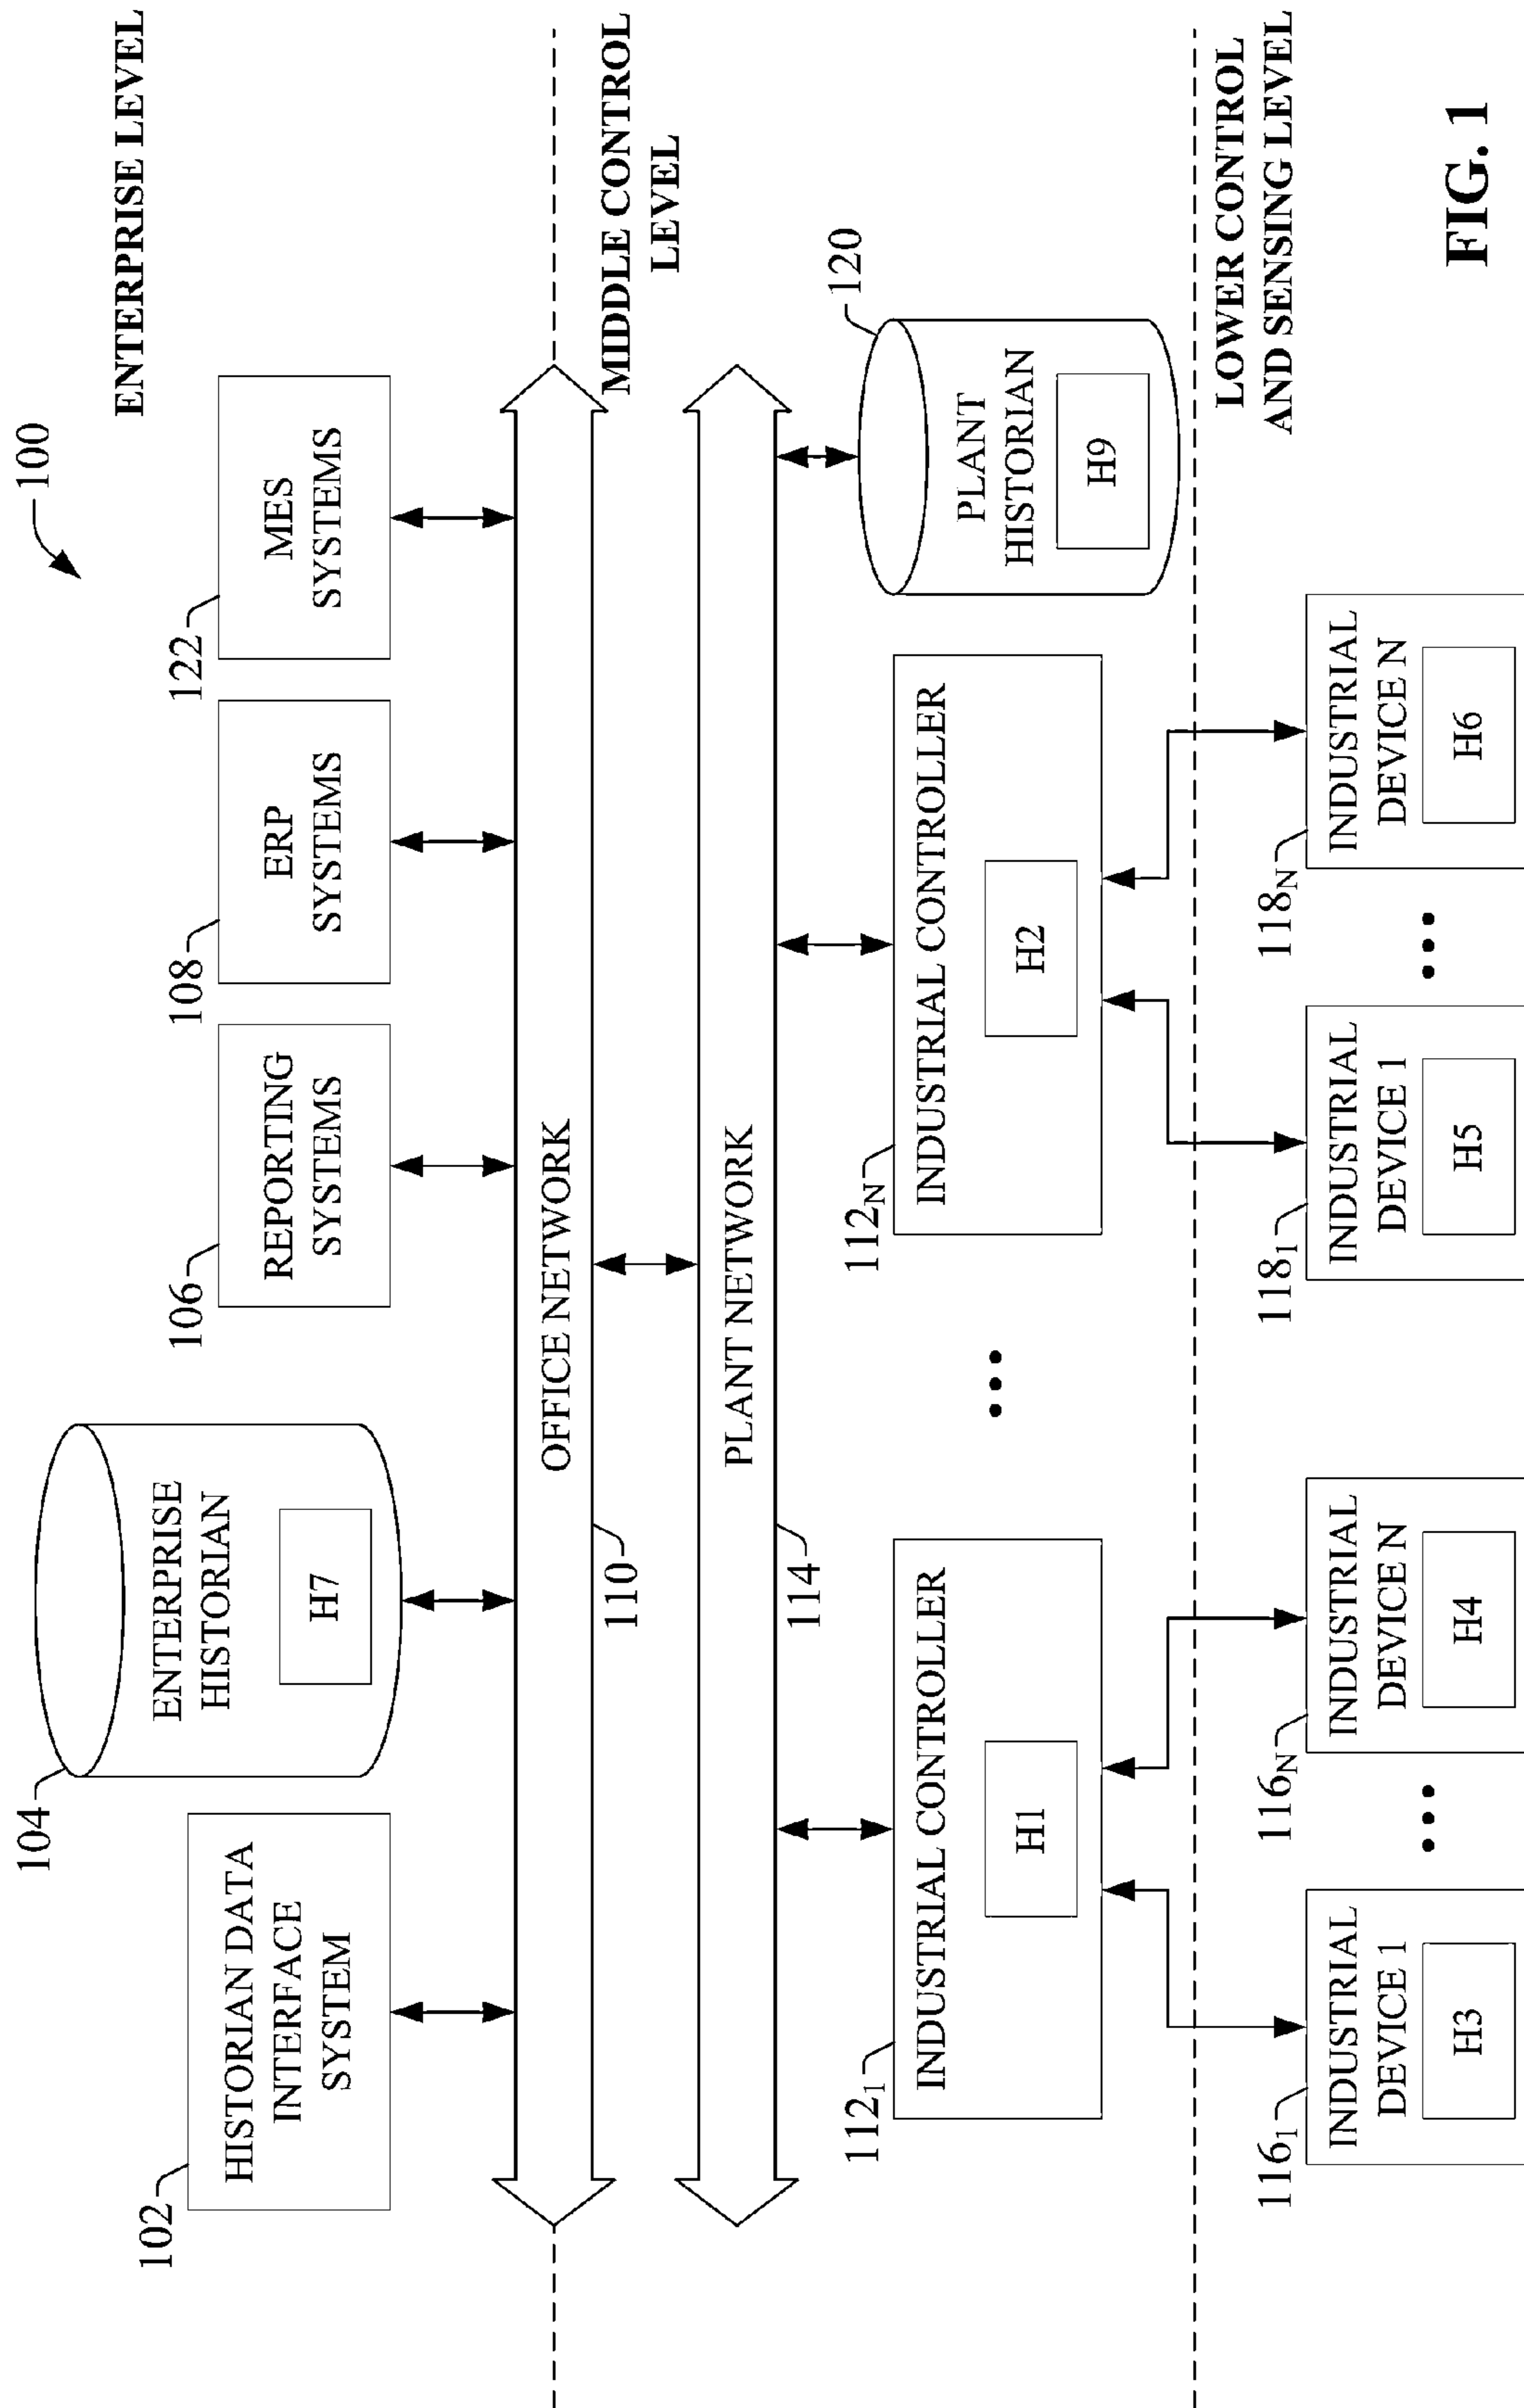 100
ENTERPRISE LEVEL
104
102
HISTORIAN DATA
INTERFACE
SYSTEM
ENTERPRISE
HISTORIAN
H7
106
REPORTING
SYSTEMS
108
ERP
SYSTEMS
122
MES
SYSTEMS
OFFICE NETWORK
110
MIDDLE CONTROL
LEVEL
PLANT NETWORK
114
112₁
INDUSTRIAL CONTROLLER
H1
•••
112N
INDUSTRIAL CONTROLLER
H2
120
PLANT
HISTORIAN
H9
LOWER CONTROL
AND SENSING LEVEL
116₁
INDUSTRIAL
DEVICE 1
H3
•••
116N
INDUSTRIAL
DEVICE N
H4
118₁
INDUSTRIAL
DEVICE 1
H5
•••
118N
INDUSTRIAL
DEVICE N
H6
FIG. 1